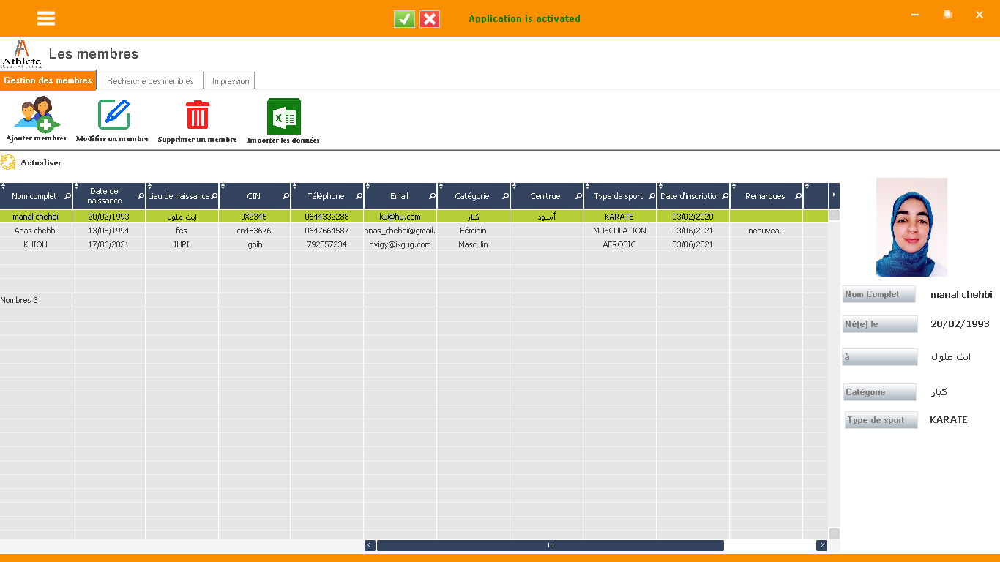 Application is activated
Athlete
Association
Les membres
Gestion des membres Recherche des membres Impression
Ajouter membres Modifier un membre Supprimer un membre Importer les données
Actualiser
Nom complet Date de naissance Lieu de naissance CIN Téléphone Email Catégorie Cenitrue Type de sport Date d'inscription Remarques
manal chehbi 20/02/1993 ايت ملول JX2345 0644332288 ku@hu.com كبار أسود KARATE 03/02/2020
Anas chehbi 13/05/1994 fes cn453676 0647664587 anas_chehbi@gmail. Féminin MUSCULATION 03/06/2021 neauveau
KHIOH 17/06/2021 IHPI lgpih 792357234 hvigy@ikgug.com Masculin AEROBIC 03/06/2021
Nombres 3
Nom Complet manal chehbi
Né(e) le 20/02/1993
à ايت ملول
Catégorie كبار
Type de sport KARATE